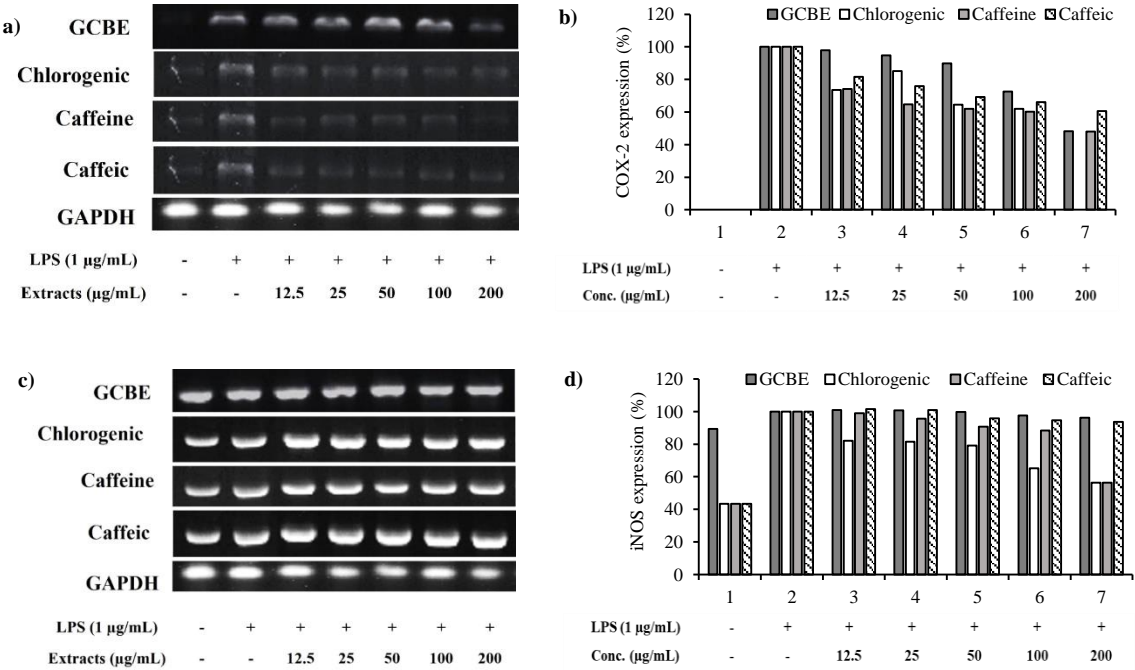 a)
GCBE
Chlorogenic
Caffeine
Caffeic
GAPDH
LPS (1 μg/mL) - + + + + + +
Extracts (μg/mL) - - 12.5 25 50 100 200
b)
GCBE Chlorogenic Caffeine Caffeic
COX-2 expression (%)
120
100
80
60
40
20
0
1 2 3 4 5 6 7
LPS (1 μg/mL) - + + + + + +
Conc. (μg/mL) - - 12.5 25 50 100 200
c)
GCBE
Chlorogenic
Caffeine
Caffeic
GAPDH
LPS (1 μg/mL) - + + + + + +
Extracts (μg/mL) - - 12.5 25 50 100 200
d)
GCBE Chlorogenic Caffeine Caffeic
iNOS expression (%)
120
100
80
60
40
20
0
1 2 3 4 5 6 7
LPS (1 μg/mL) - + + + + + +
Conc. (μg/mL) - - 12.5 25 50 100 200